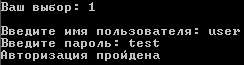 Ваш выбор: 1
Введите имя пользователя: user
Введите пароль: test
Авторизация пройдена